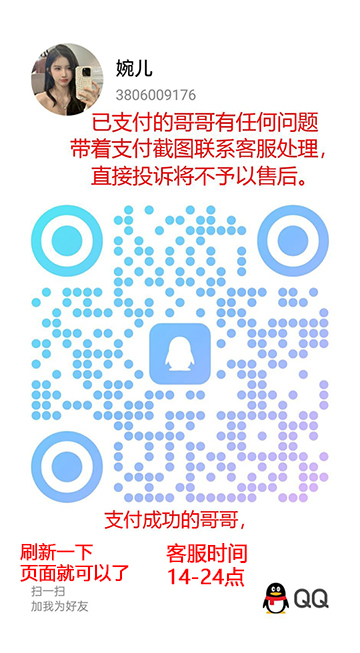 婉儿
3806009176
已支付的哥哥有任何问题
带着支付截图联系客服处理，
直接投诉将不予以售后。
支付成功的哥哥，
刷新一下
页面就可以了
客服时间
14-24点
扫一扫
加我为好友
QQ